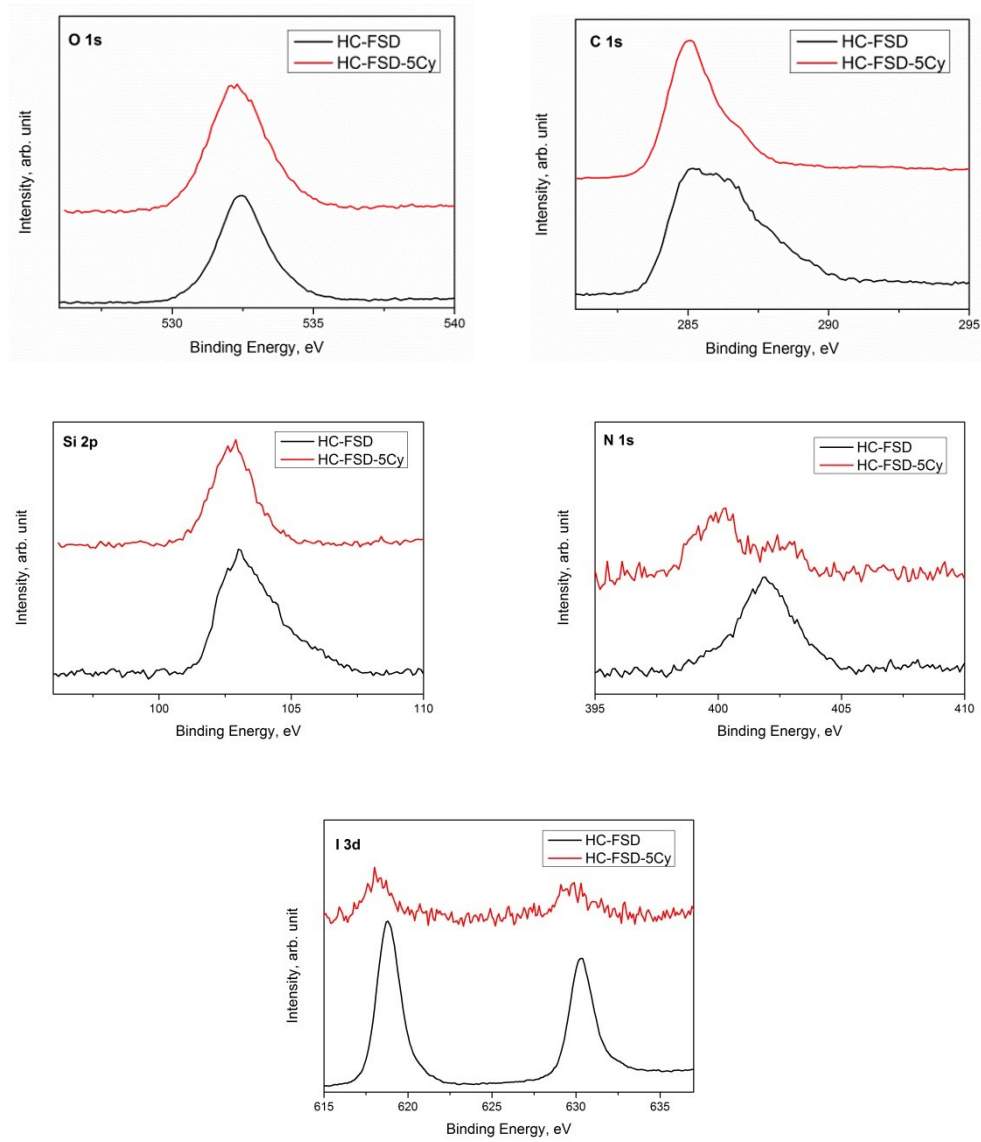 O 1s
HC-FSD
HC-FSD-5Cy
Intensity, arb. unit
530 535 540
Binding Energy, eV
C 1s
HC-FSD
HC-FSD-5Cy
Intensity, arb. unit
285 290 295
Binding Energy, eV
Si 2p
HC-FSD
HC-FSD-5Cy
Intensity, arb. unit
100 105 110
Binding Energy, eV
N 1s
HC-FSD
HC-FSD-5Cy
Intensity, arb. unit
395 400 405 410
Binding Energy, eV
I 3d
HC-FSD
HC-FSD-5Cy
Intensity, arb. unit
615 620 625 630 635
Binding Energy, eV